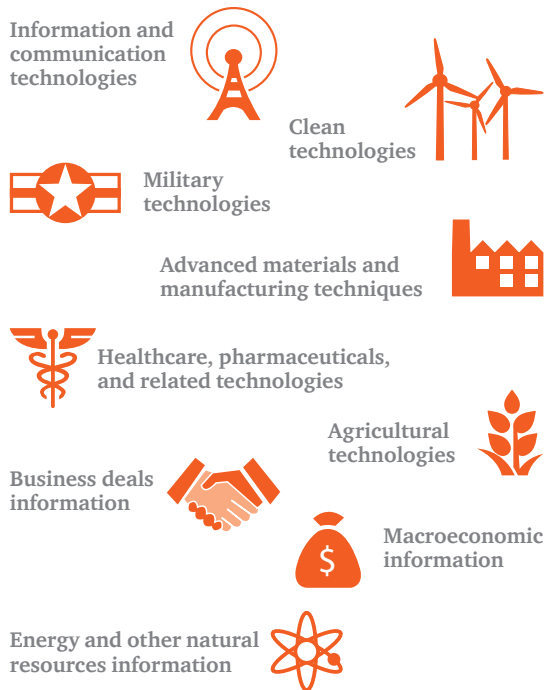 Information and
communication
technologies
Clean
technologies
Military
technologies
Advanced materials and
manufacturing techniques
Healthcare, pharmaceuticals,
and related technologies
Agricultural
technologies
Business deals
information
$
Macroeconomic
information
Energy and other natural
resources information